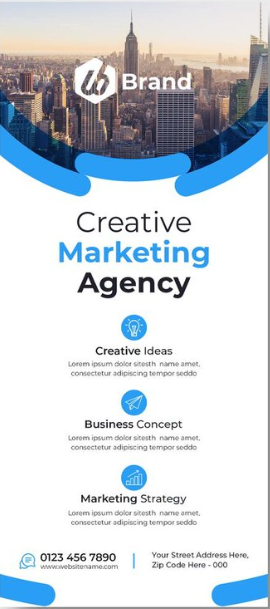 Brand
Creative
Marketing
Agency
Creative Ideas
Lorem ipsum dolor sitesth name amet,
consectetur adipiscing tempor seddo
Business Concept
Lorem ipsum dolor sitesth name amet,
consectetur adipiscing tempor seddo
Marketing Strategy
Lorem ipsum dolor sitesth name amet,
consectetur adipiscing tempor seddo
0123 456 7890
www.websitename.com
Your Street Address Here,
Zip Code Here - 000